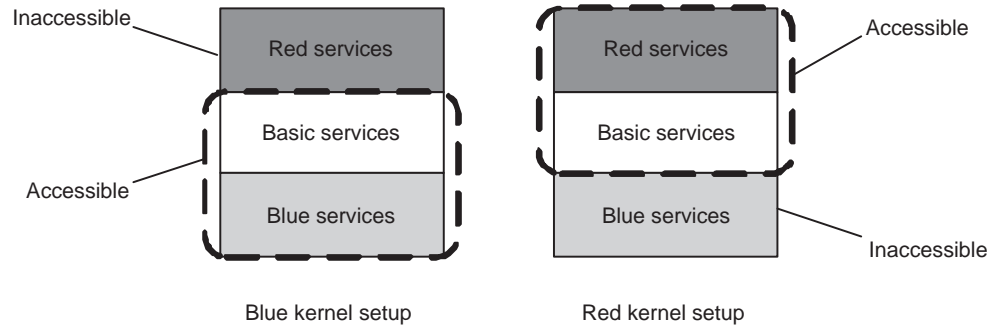 Inaccessible
Red services
Basic services
Accessible
Blue services
Blue kernel setup
Accessible
Red services
Basic services
Blue services
Inaccessible
Red kernel setup